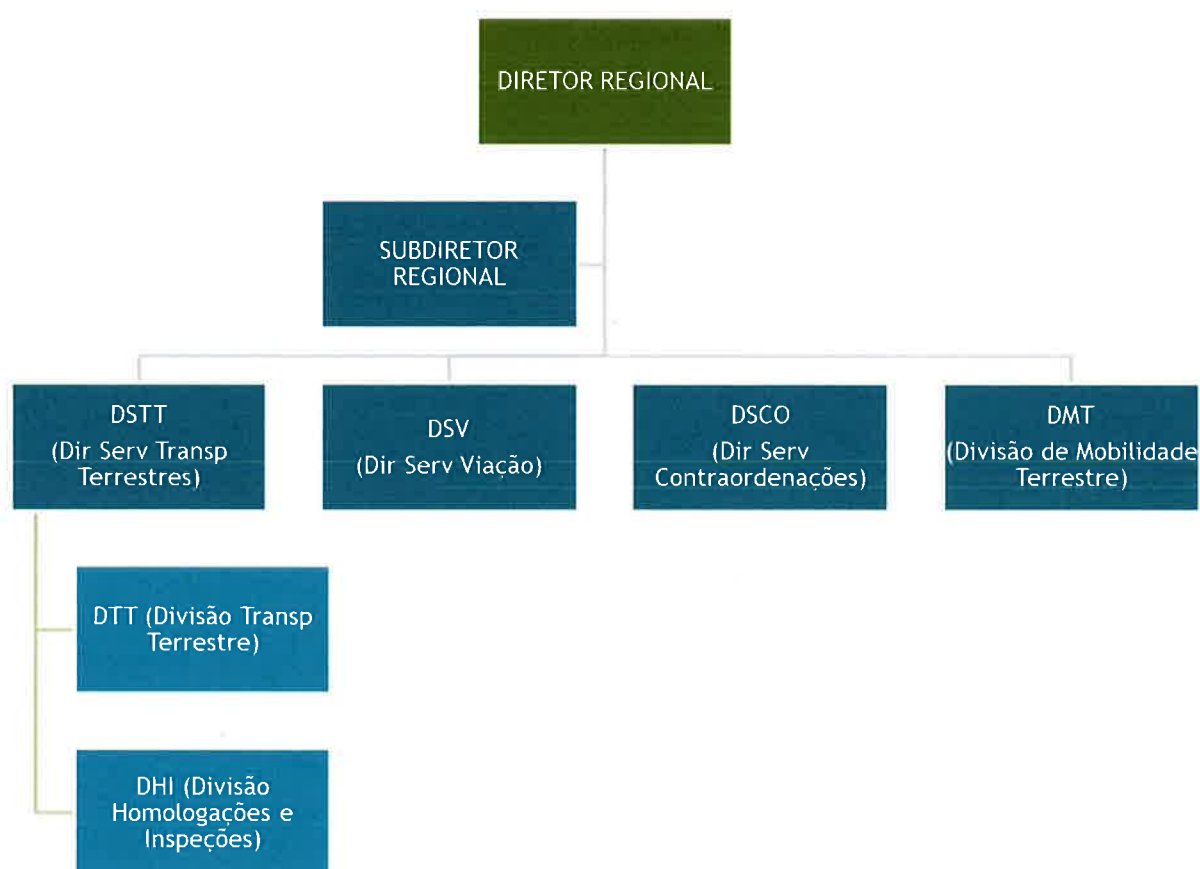 DIRETOR REGIONAL
SUBDIRETOR
REGIONAL
DSTT
(Dir Serv Transp
Terrestres)
DSV
(Dir Serv Viação)
DSCO
(Dir Serv
Contraordenações)
DMT
(Divisão de Mobilidade
Terrestre)
DTT (Divisão Transp
Terrestre)
DHI (Divisão
Homologações e
Inspeções)